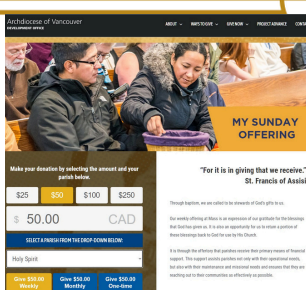 Archdiocese of Vancouver
DEVELOPMENT OFFICE
ABOUT WAYS TO GIVE GIVE NOW PROJECT ADVANCE CONTA
MY SUNDAY
OFFERING
Make your donation by selecting the amount and your
parish below.
$25 $50 $100 $250
$ 50.00 CAD
SELECT A PARISH FROM THE DROP-DOWN BELOW:
Holy Spirit
Give $50.00
Weekly
Give $50.00
Monthly
Give $50.00
One-time
"For it is in giving that we receive."
St. Francis of Assisi
Through baptism, we are called to be stewards of God's gifts to us.
Our weekly offering at Mass is an expression of our gratitude for the blessings
that God has given us. It is also an opportunity for us to return a portion of
these blessings back to God for use by His Church.
It is through the offertory that parishes receive their primary means of financial
support. This support assists parishes not only with their operational needs,
but also with their maintenance and missional needs and ensures that they are
reaching out to their communities as effectively as possible.